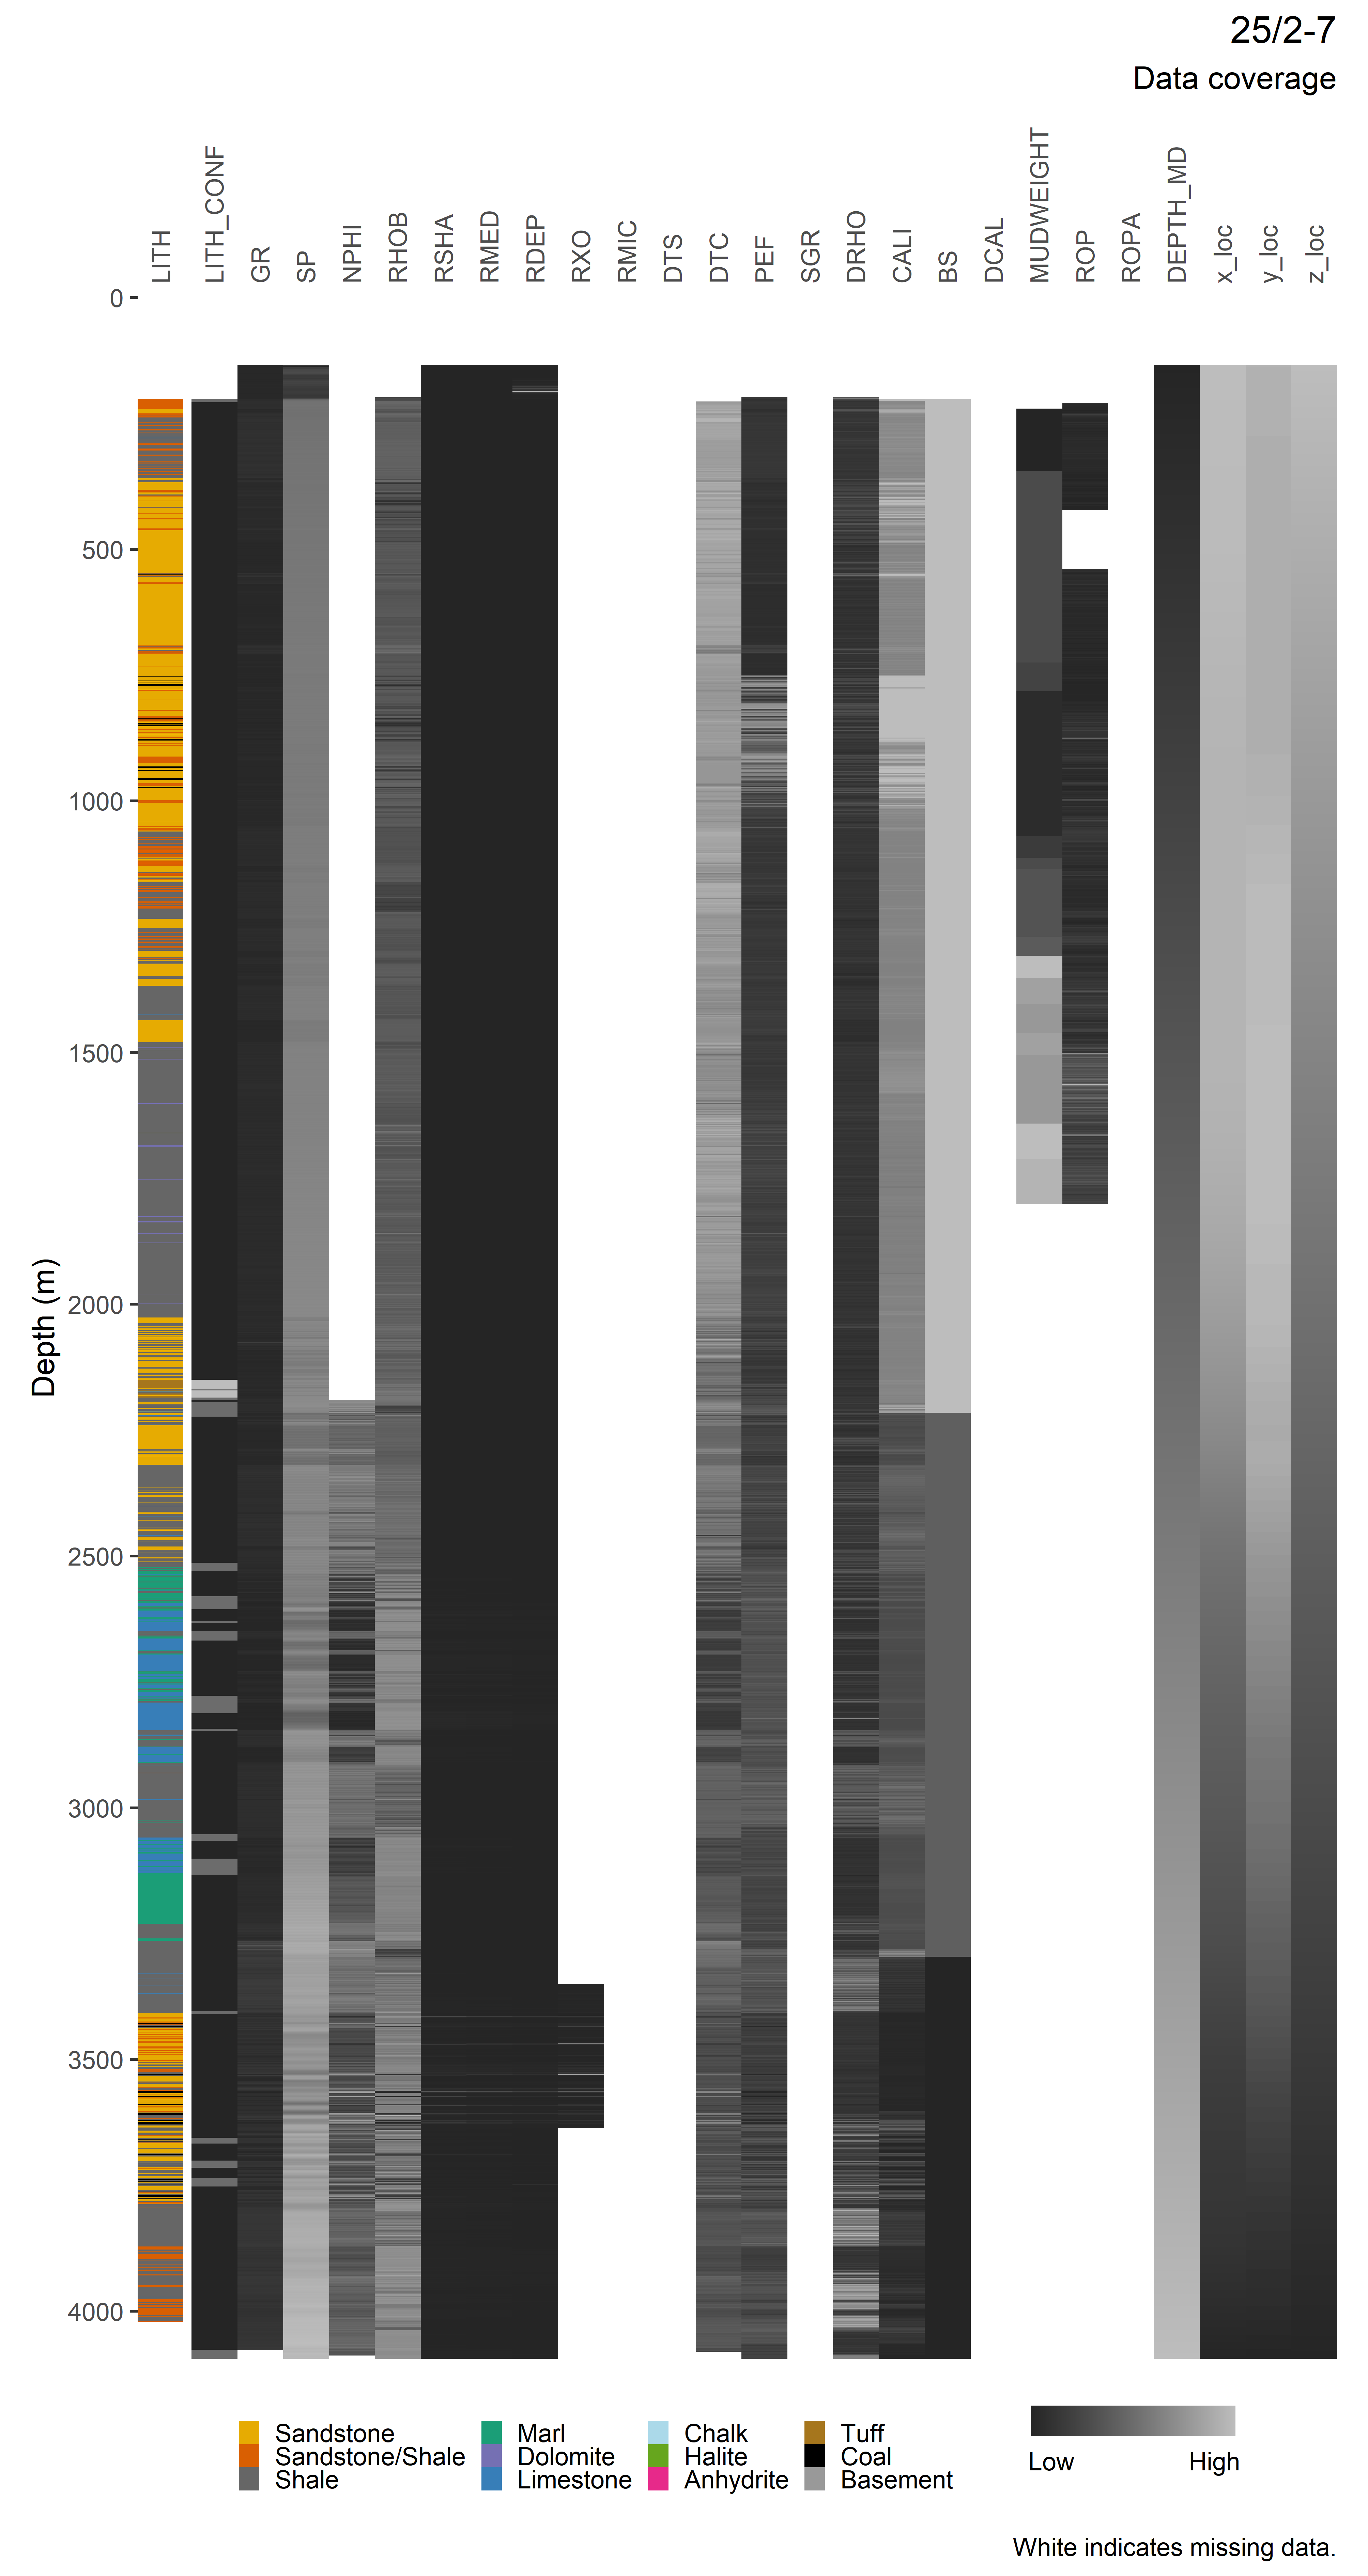 25/2-7
Data coverage
LITH
LITH_CONF
GR
SP
NPHI
RHOB
RSHA
RMED
RDEP
RXO
RMIC
DTS
DTC
PEF
SGR
DRHO
CALI
BS
DCAL
MUDWEIGHT
ROP
ROPA
DEPTH_MD
x_loc
y_loc
z_loc
0
500
1000
1500
2000
2500
3000
3500
4000
Depth (m)
Sandstone
Sandstone/Shale
Shale
Marl
Dolomite
Limestone
Chalk
Halite
Anhydrite
Tuff
Coal
Basement
Low
High
White indicates missing data.